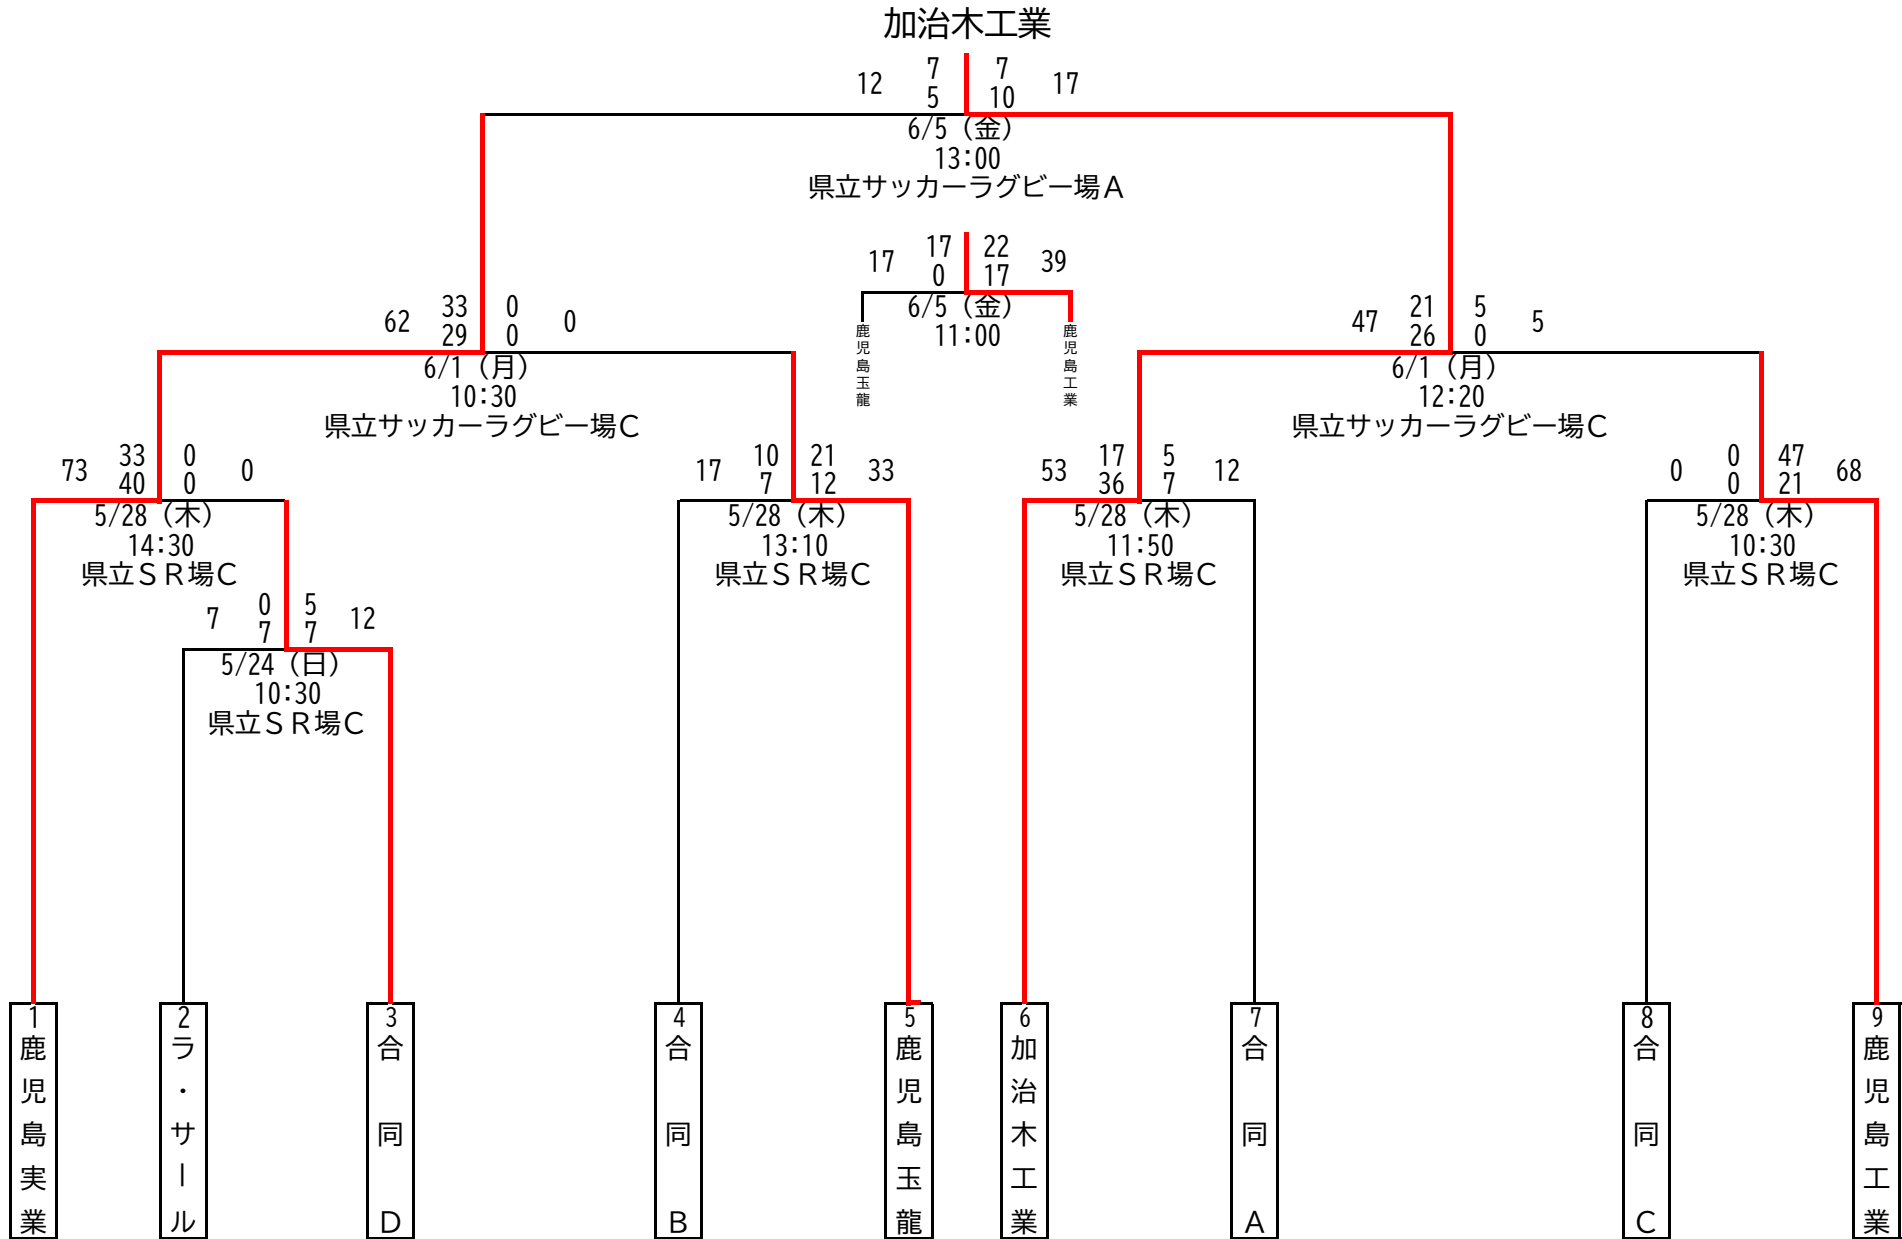 加治木工業
12 7 7 17
5 10
6/5（金）
13:00
県立サッカーラグビー場A
17 17 22 39
0 17
6/5（金）
11:00
鹿児島玉龍
鹿児島工業
62 33 0 0
29 0
6/1（月）
10:30
県立サッカーラグビー場C
47 21 5 5
26 0
6/1（月）
12:20
県立サッカーラグビー場C
73 33 0 0
40 0
5/28（木）
14:30
県立ＳＲ場C
17 10 21 33
7 12
5/28（木）
13:10
県立ＳＲ場C
53 17 5 12
36 7
5/28（木）
11:50
県立ＳＲ場C
0 0 47 68
0 21
5/28（木）
10:30
県立ＳＲ場C
7 0 5 12
7 7
5/24（日）
10:30
県立ＳＲ場C
1
鹿児島実業
2
ラ・サール
3
合同D
4
合同B
5
鹿児島玉龍
6
加治木工業
7
合同A
8
合同C
9
鹿児島工業